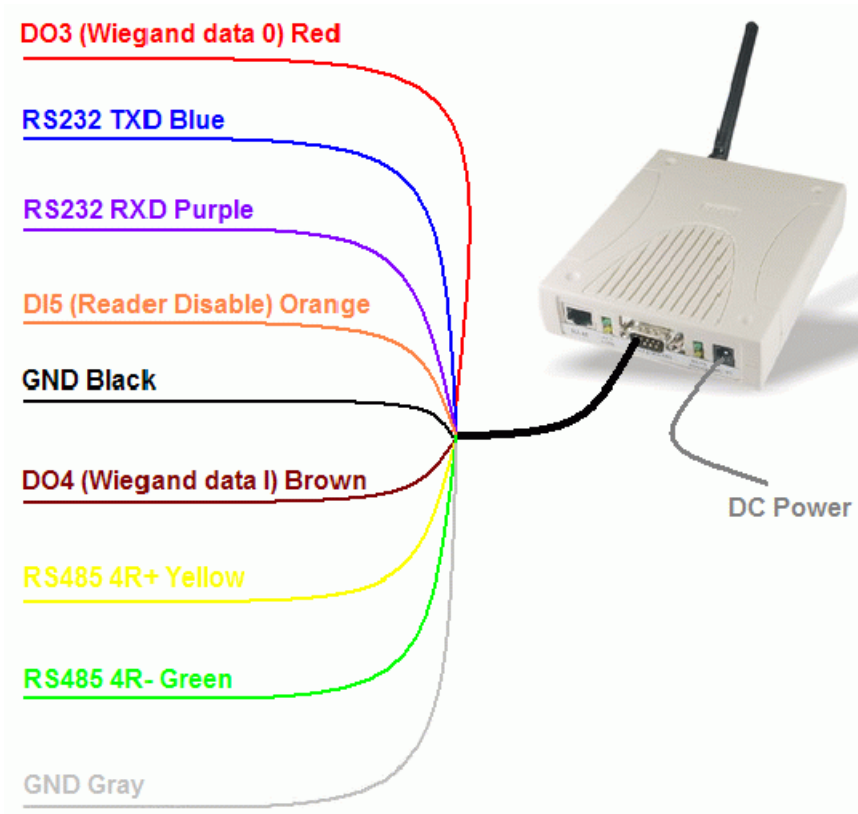 DO3 (Wiegand data 0) Red
RS232 TXD Blue
RS232 RXD Purple
DI5 (Reader Disable) Orange
GND Black
DO4 (Wiegand data I) Brown
RS485 4R+ Yellow
RS485 4R- Green
GND Gray
DC Power